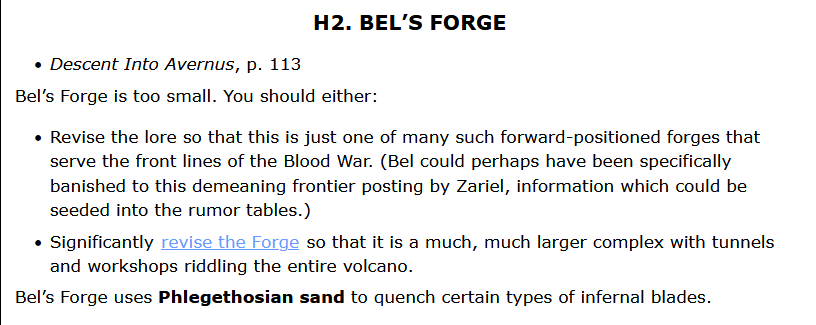 H2. BEL’S FORGE
• Descent Into Avernus, p. 113
Bel’s Forge is too small. You should either:
• Revise the lore so that this is just one of many such forward-positioned forges that
serve the front lines of the Blood War. (Bel could perhaps have been specifically
banished to this demeaning frontier posting by Zariel, information which could be
seeded into the rumor tables.)
• Significantly revise the Forge so that it is a much, much larger complex with tunnels
and workshops riddling the entire volcano.
Bel’s Forge uses Phlegethosian sand to quench certain types of infernal blades.